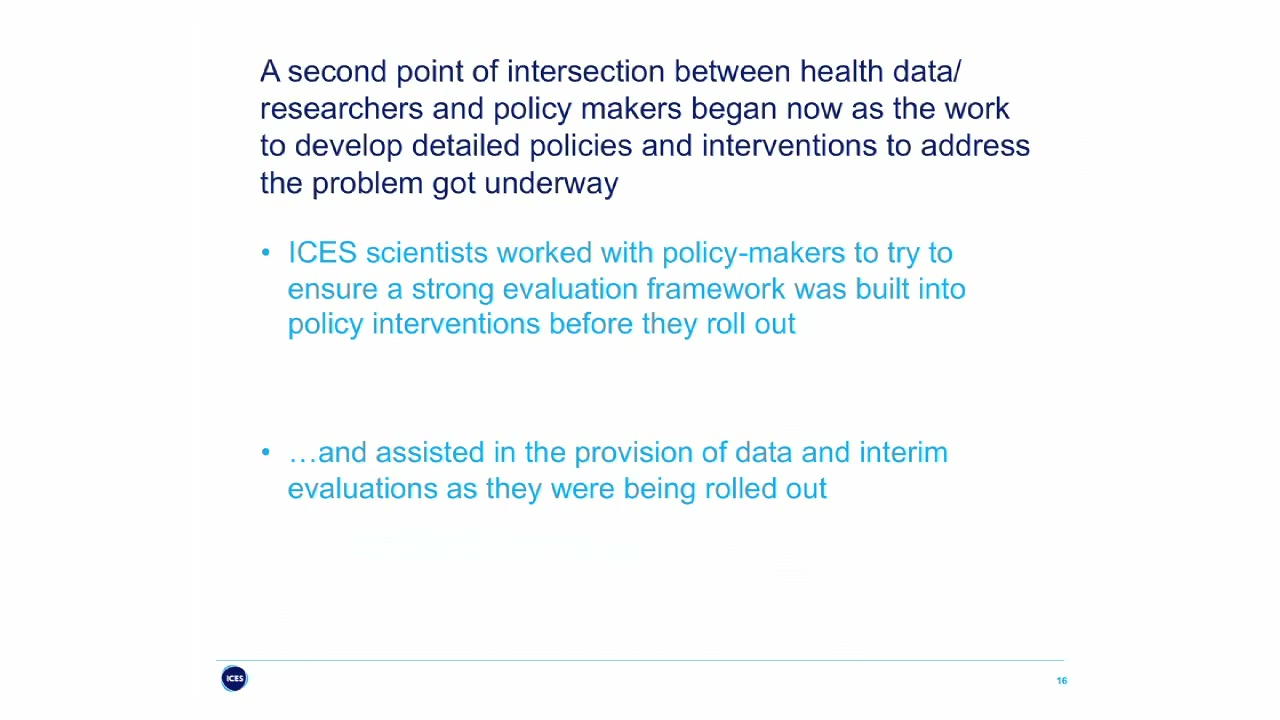 A second point of intersection between health data/
researchers and policy makers began now as the work
to develop detailed policies and interventions to address
the problem got underway
• ICES scientists worked with policy-makers to try to
ensure a strong evaluation framework was built into
policy interventions before they roll out
• …and assisted in the provision of data and interim
evaluations as they were being rolled out
ICES
16